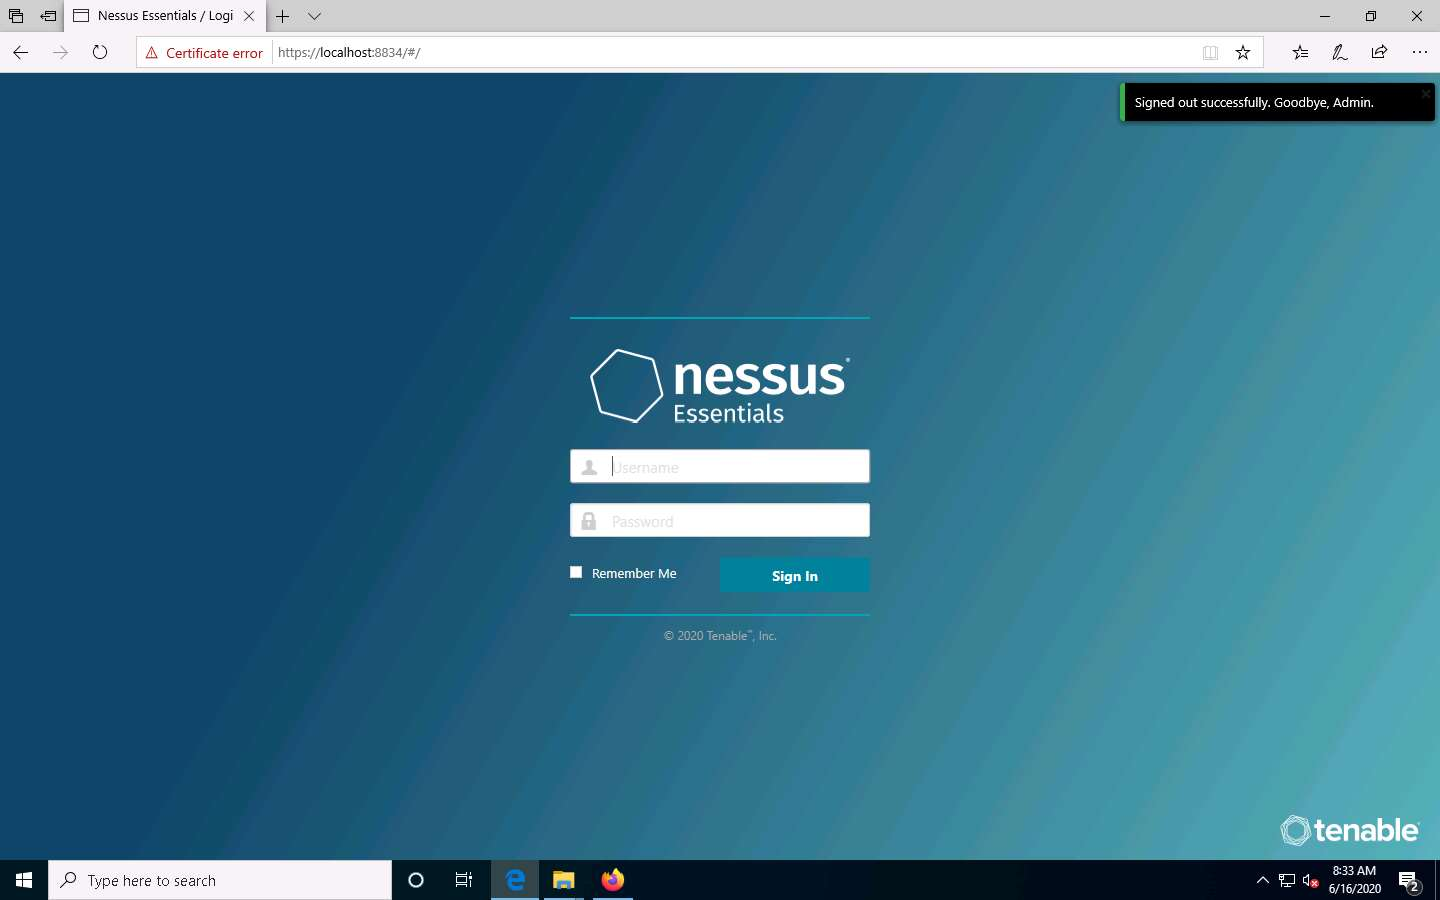 Nessus Essentials / Logi
Certificate error
https://localhost:8834/#/
Signed out successfully. Goodbye, Admin.
nessus
Essentials
Username
Password
Remember Me
Sign In
© 2020 Tenable™, Inc.
tenable
Type here to search
8:33 AM
6/16/2020
2